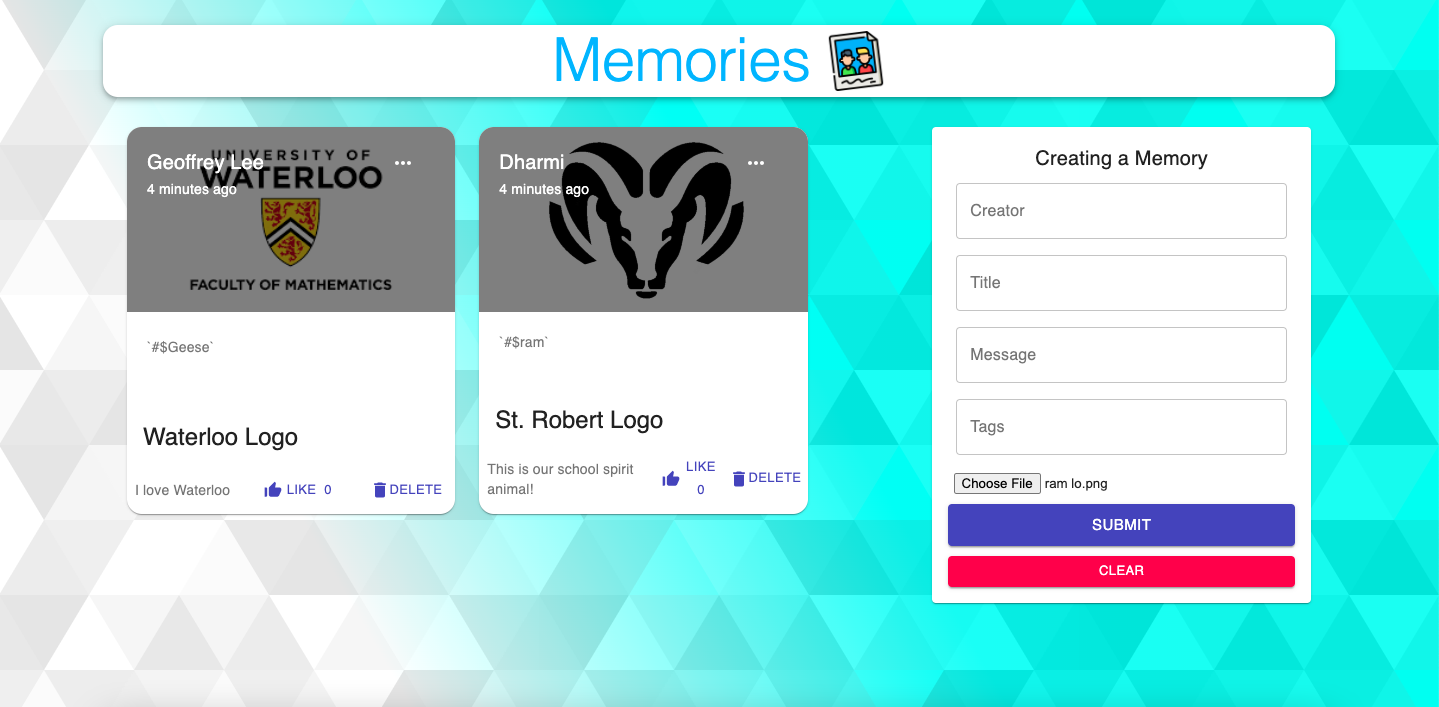 Memories
Geoffrey Lee
4 minutes ago
UNIVERSITY OF
WATERLOO
FACULTY OF MATHEMATICS
`#$Geese`
Waterloo Logo
I love Waterloo
LIKE 0
DELETE
Dharmi
4 minutes ago
`#$ram`
St. Robert Logo
This is our school spirit
animal!
LIKE
0
DELETE
Creating a Memory
Creator
Title
Message
Tags
Choose File ram lo.png
SUBMIT
CLEAR